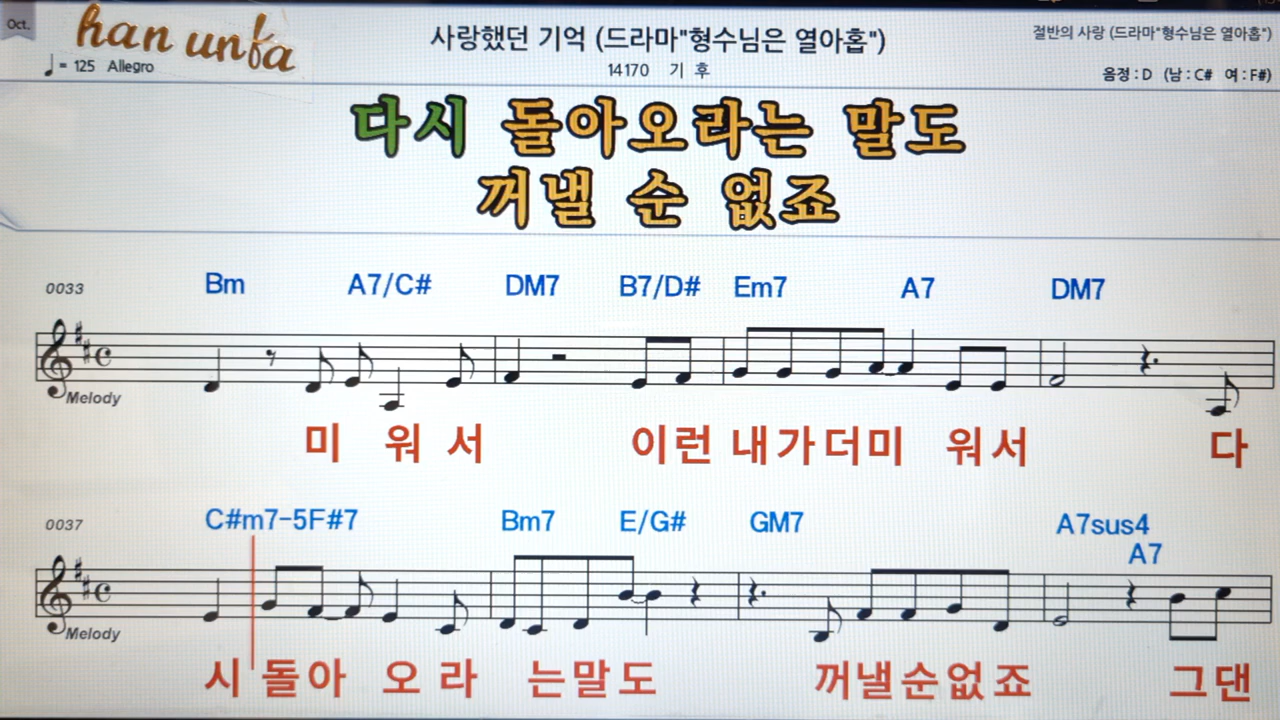 Oct.
han unfa
♩= 125 Allegro
사랑했던 기억 (드라마"형수님은 열아홉")
14170 기 후
절반의 사랑 (드라마"형수님은 열아홉")
음정 : D (남 : C# 여 : F#)
다시 돌아오라는 말도
꺼낼 순 없죠
0033
Bm A7/C# DM7 B7/D# Em7 A7 DM7
Melody
미 워 서 이런 내가더미 워서 다
0037
C#m7-5F#7 Bm7 E/G# GM7 A7sus4
A7
Melody
시 돌아 오 라 는말도 꺼낼순없죠 그댄